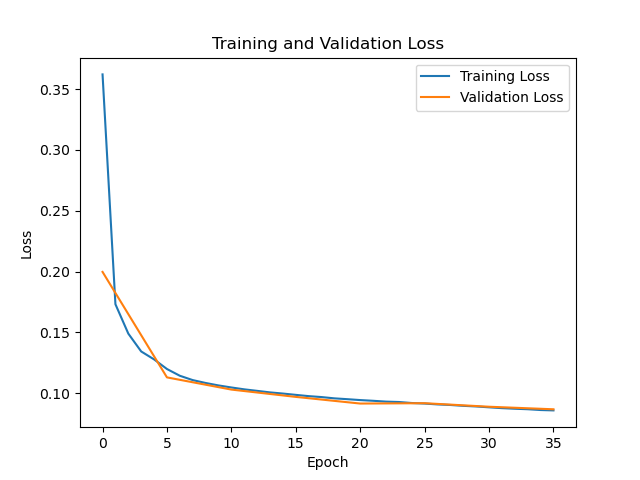 Training and Validation Loss
Training Loss
Validation Loss
0.35
0.30
0.25
0.20
0.15
0.10
Loss
0 5 10 15 20 25 30 35
Epoch